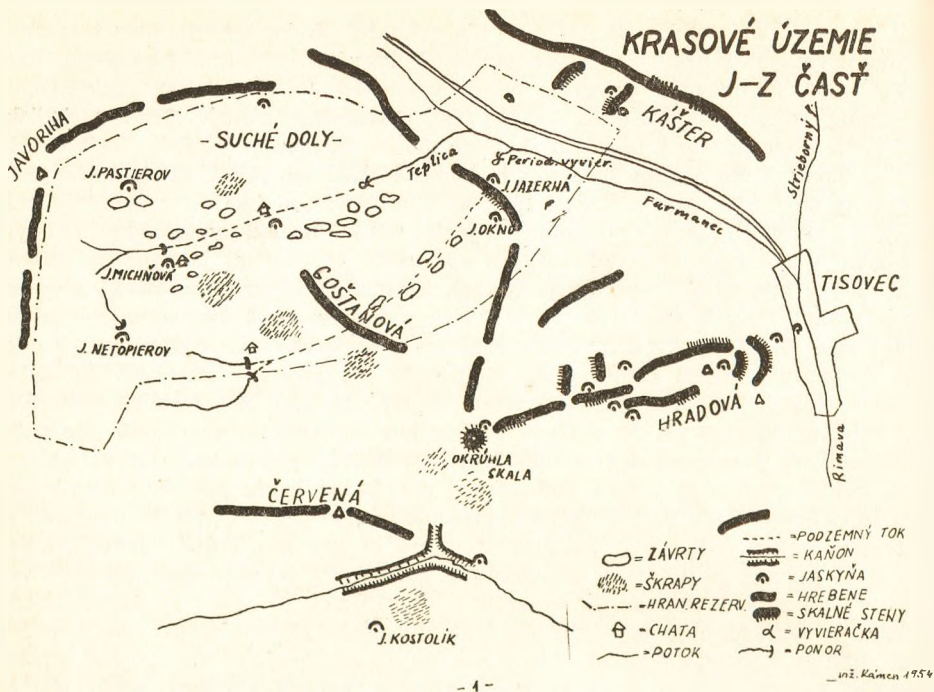 KRASOVÉ ÚZEMIE
J-Z ČASŤ
KAŠTER
Strieborný p.
JAVORIHA
- SUCHÉ DOLY -
Teplica
Period. vyvier.
J. PASTIEROV
J. JAZERNÁ
Furmanec
J. OKNO
J. MICHŇOVÁ
GOŠŤANOVÁ
TISOVEC
J. NETOPIEROV
HRADOVÁ
OKRÚHLA
SKALA
Rimava
ČERVENÁ
J. KOSTOLÍK
= ZÁVRTY
= ŠKRAPY
= HRAN. REZERV.
= CHATA
= POTOK
= PODZEMNÝ TOK
= KAŇON
= JASKYŇA
= HREBENE
= SKALNÉ STENY
= VYVIERAČKA
= PONOR
inž. Kámen 1954
- 1 -